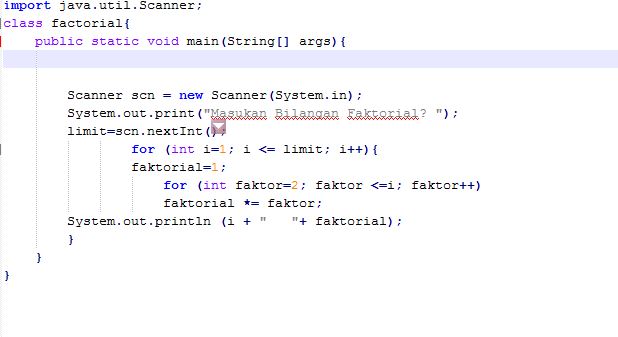 import java.util.Scanner;
class factorial{
public static void main(String[] args){
Scanner scn = new Scanner(System.in);
System.out.print("Masukan Bilangan Faktorial? ");
limit=scn.nextInt();
for (int i=1; i <= limit; i++){
faktorial=1;
for (int faktor=2; faktor <=i; faktor++)
faktorial *= faktor;
System.out.println (i + "   "+ faktorial);
}
}
}